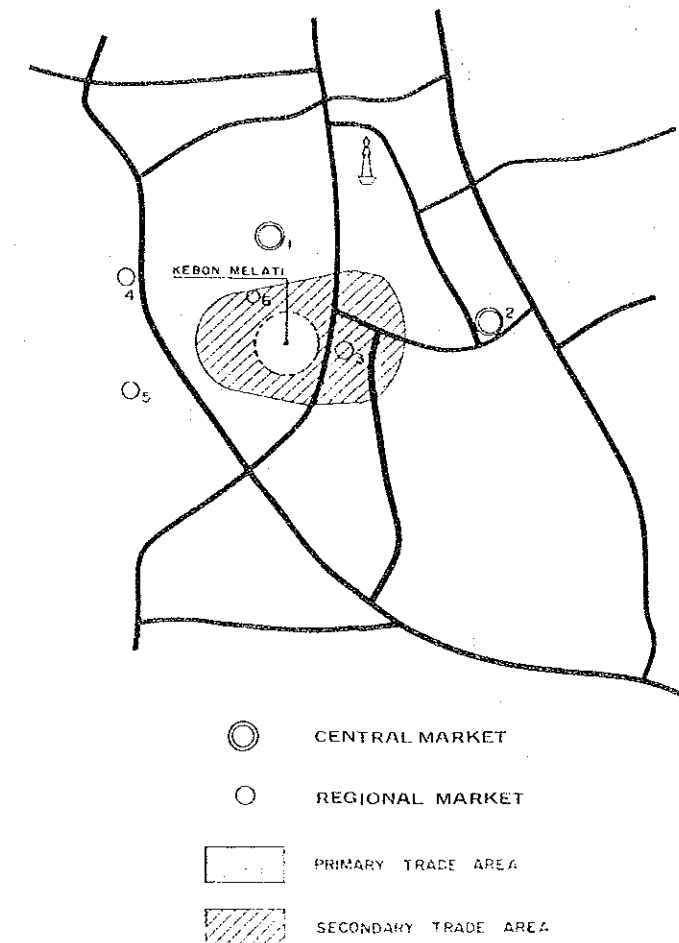 1
KEBON MELATI
2
4
6
3
5
CENTRAL MARKET
REGIONAL MARKET
PRIMARY TRADE AREA
SECONDARY TRADE AREA